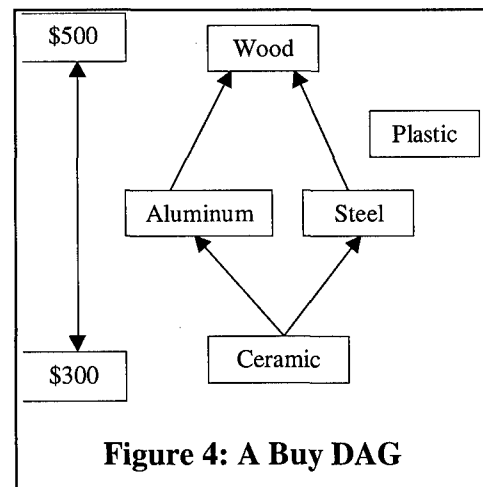 $500
Wood
Plastic
Aluminum
Steel
Ceramic
$300
Figure 4: A Buy DAG